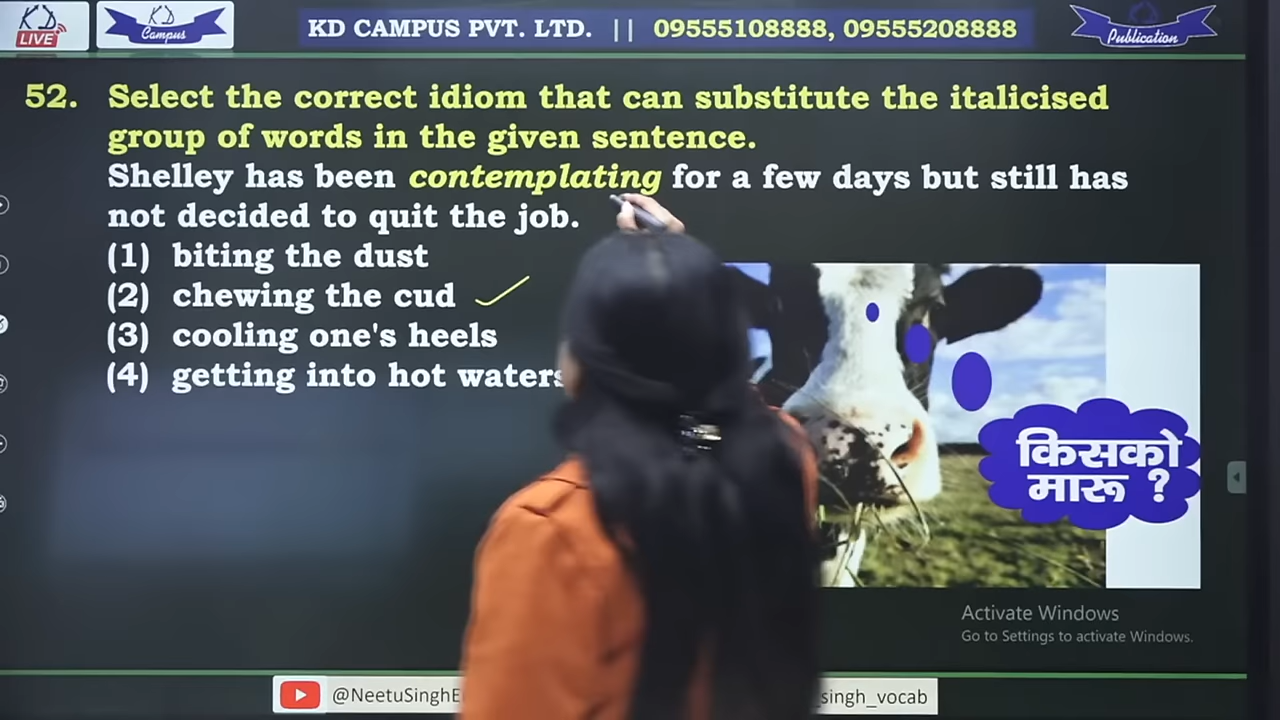 KD
LIVE
KD
Campus
KD CAMPUS PVT. LTD. || 09555108888, 09555208888
Publication
52. Select the correct idiom that can substitute the italicised
group of words in the given sentence.
Shelley has been contemplating for a few days but still has
not decided to quit the job.
(1) biting the dust
(2) chewing the cud
(3) cooling one's heels
(4) getting into hot waters
किसको
मारू ?
Activate Windows
Go to Settings to activate Windows.
@NeetuSinghE
singh_vocab